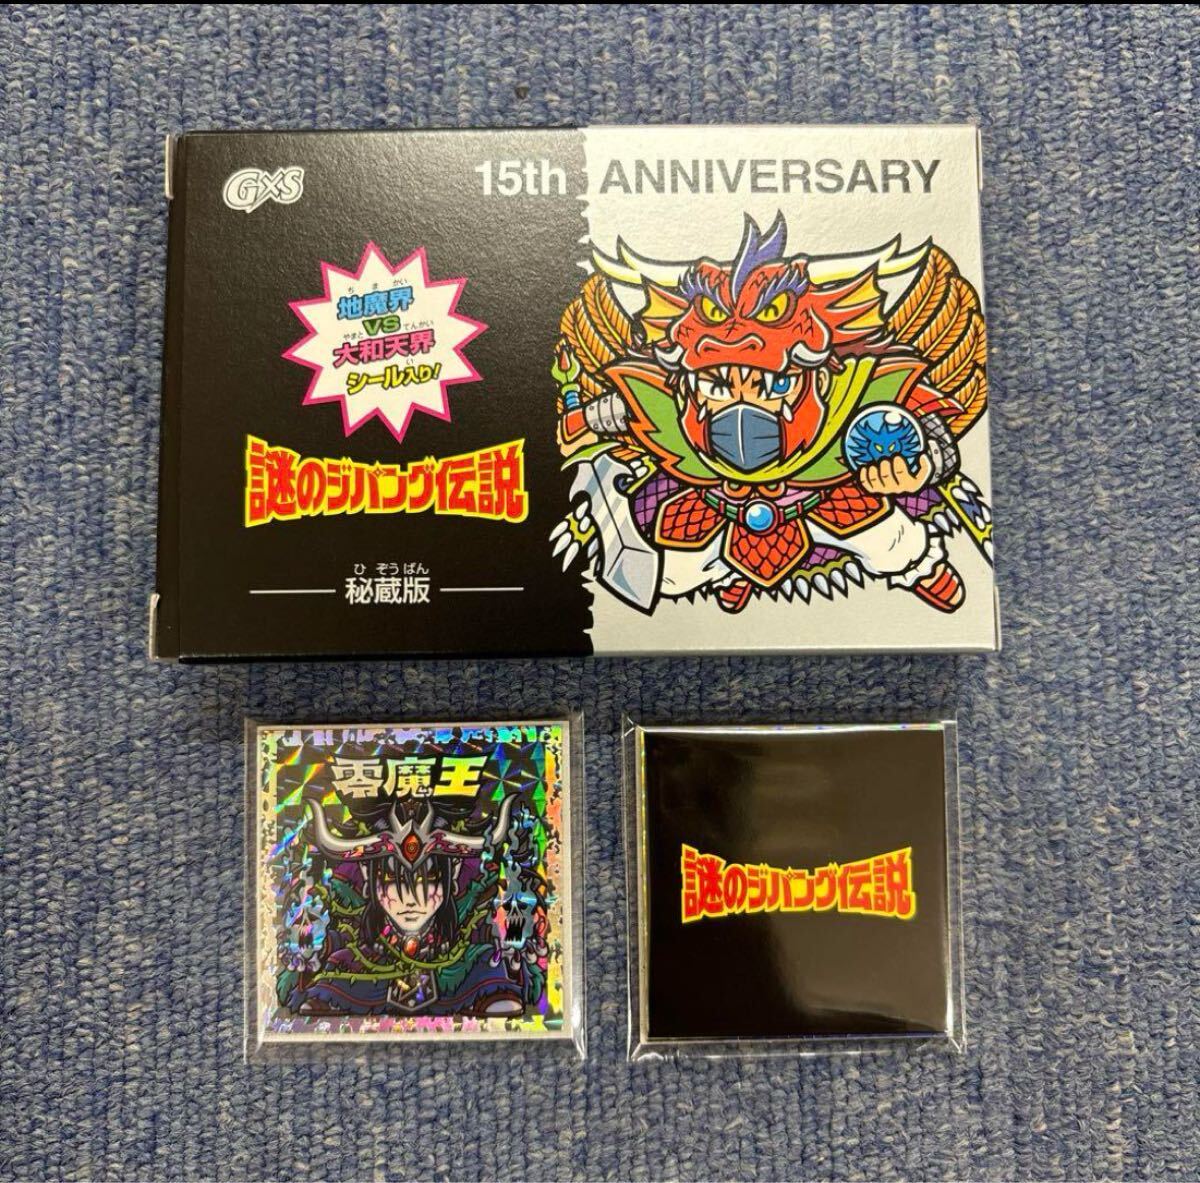 GXS
15th ANNIVERSARY
ちまかい
地魔界
VS
やまと てんかい
大和天界
い
シール入り!
謎のジパング伝説
ひぞうばん
秘蔵版
零魔王
謎のジパング伝説